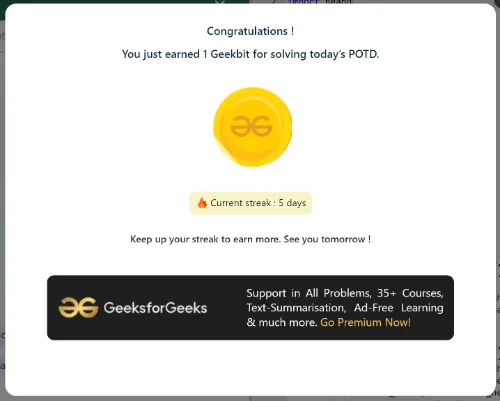 import heapq
Congratulations !
You just earned 1 Geekbit for solving today's POTD.
Current streak : 5 days
Keep up your streak to earn more. See you tomorrow !
GeeksforGeeks
Support in All Problems, 35+ Courses,
Text-Summarisation, Ad-Free Learning
& much more. Go Premium Now!